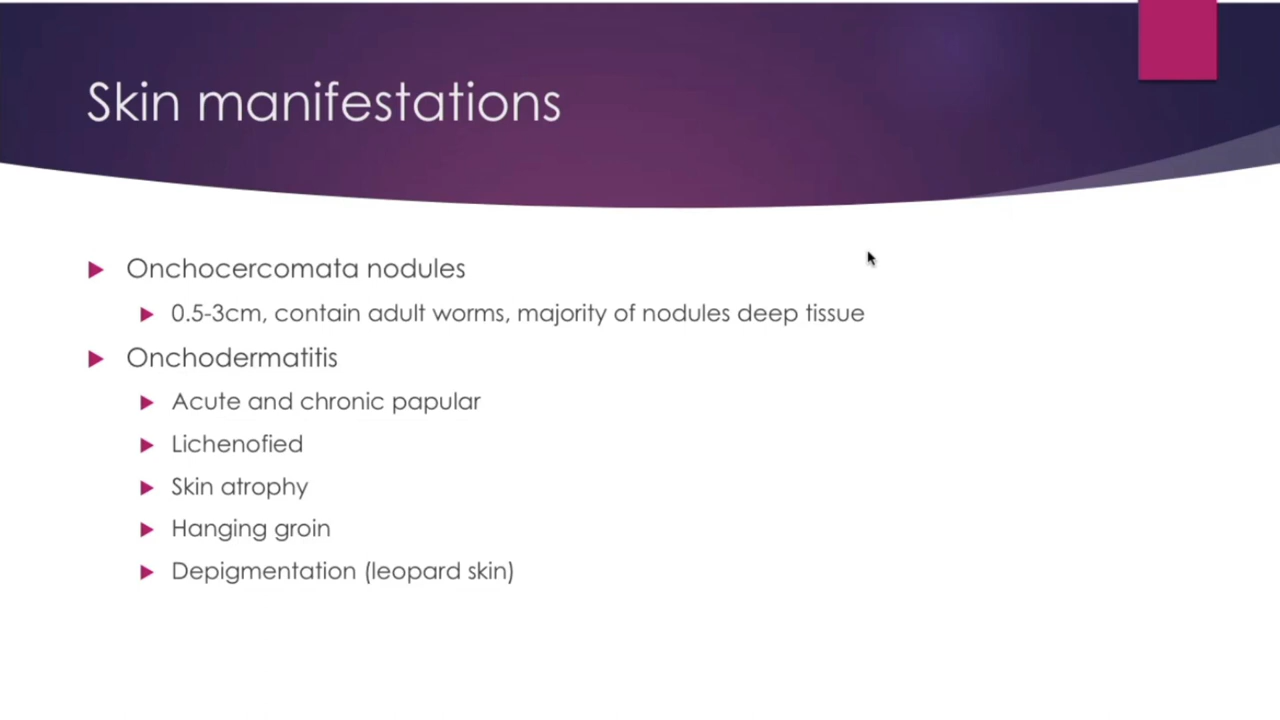 Skin manifestations
Onchocercomata nodules
0.5-3cm, contain adult worms, majority of nodules deep tissue
Onchodermatitis
Acute and chronic papular
Lichenofied
Skin atrophy
Hanging groin
Depigmentation (leopard skin)